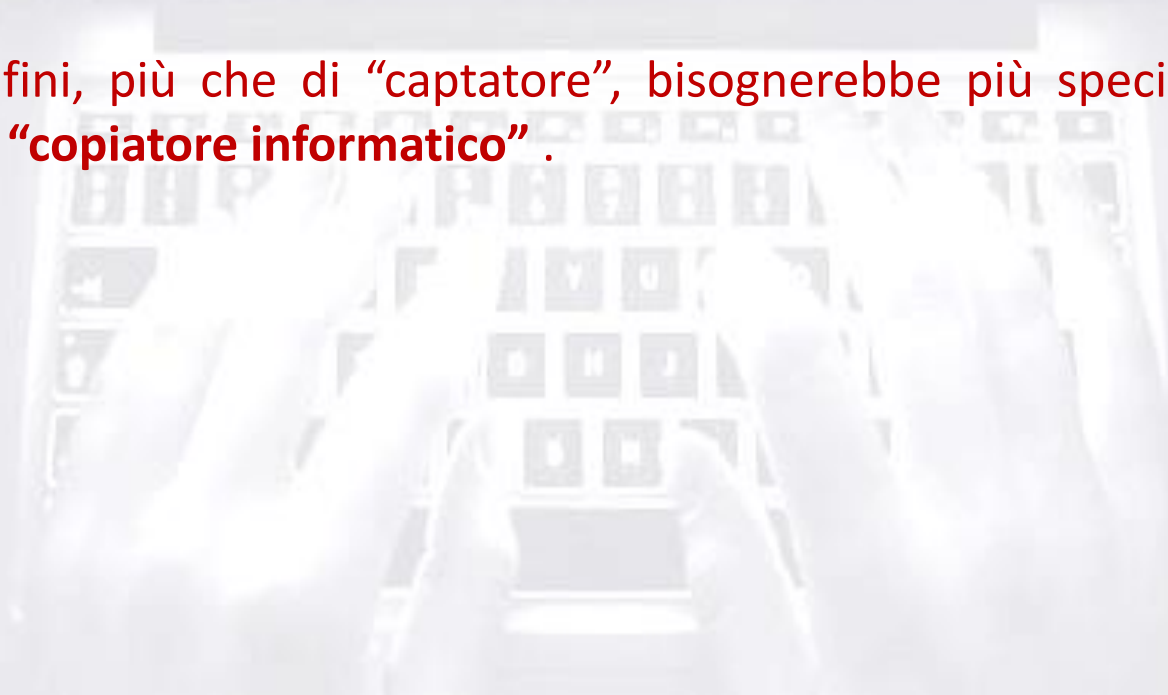 fini, più che di “captatore”, bisognerebbe più speci
“copiatore informatico” .